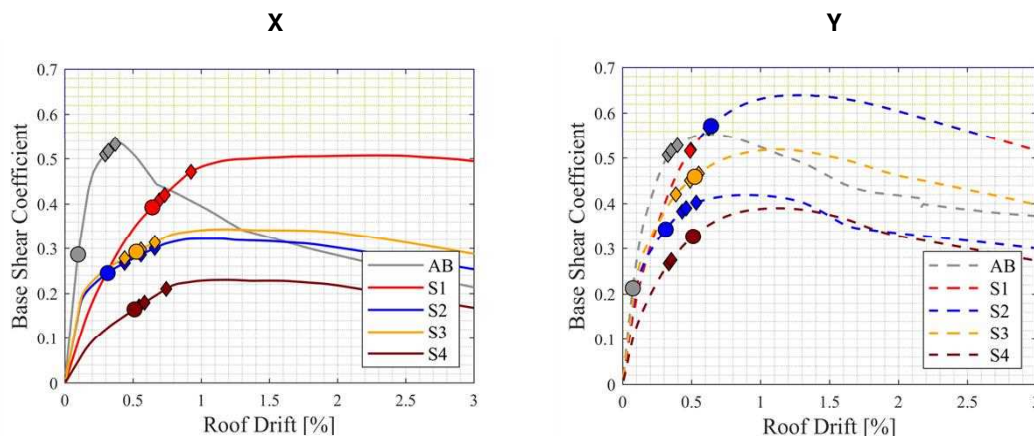 X
Y
0.7
0.6
0.5
0.4
0.3
0.2
0.1
0
Base Shear Coefficient
0 0.5 1 1.5 2 2.5 3
Roof Drift [%]
AB
S1
S2
S3
S4
0.7
0.6
0.5
0.4
0.3
0.2
0.1
0
Base Shear Coefficient
0 0.5 1 1.5 2 2.5
Roof Drift [%]
AB
S1
S2
S3
S4